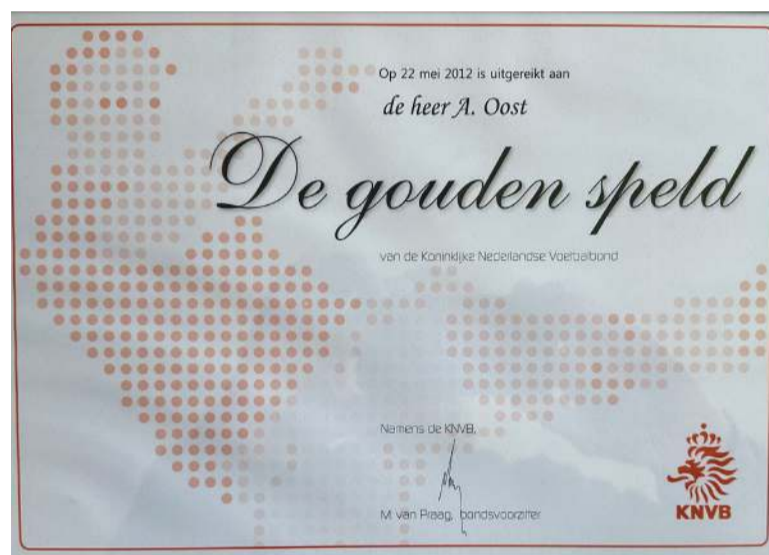 Op 22 mei 2012 is uitgereikt aan
de heer A. Oost
De gouden speld
van de Koninklijke Nederlandse Voetbalbond
Namens de KNVB,
M. van Praag, bondsvoorzitter
KNVB